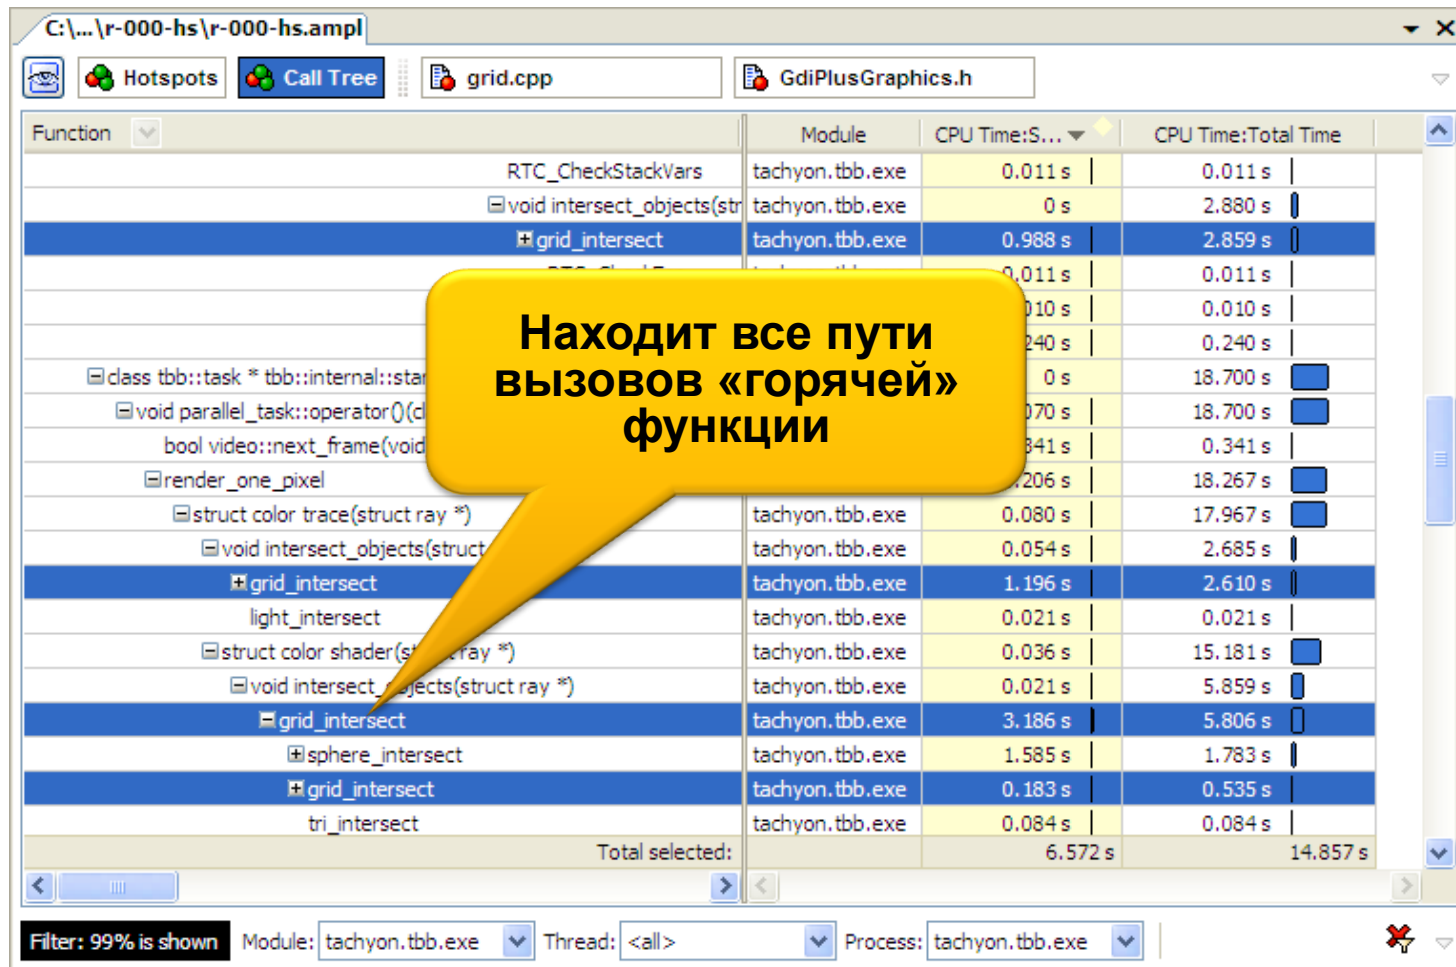 C:\...\r-000-hs\r-000-hs.ampl
Hotspots Call Tree grid.cpp GdiPlusGraphics.h
Function Module CPU Time:S... CPU Time:Total Time
RTC_CheckStackVars tachyon.tbb.exe 0.011 s 0.011 s
void intersect_objects(str tachyon.tbb.exe 0 s 2.880 s
grid_intersect tachyon.tbb.exe 0.988 s 2.859 s
0.011 s 0.011 s
010 s 0.010 s
240 s 0.240 s
class tbb::task * tbb::internal::star 0 s 18.700 s
void parallel_task::operator()(cl 070 s 18.700 s
bool video::next_frame(void 341 s 0.341 s
render_one_pixel .206 s 18.267 s
Находит все пути
вызовов «горячей»
функции
struct color trace(struct ray *) tachyon.tbb.exe 0.080 s 17.967 s
void intersect_objects(struct tachyon.tbb.exe 0.054 s 2.685 s
grid_intersect tachyon.tbb.exe 1.196 s 2.610 s
light_intersect tachyon.tbb.exe 0.021 s 0.021 s
struct color shader(st ray *) tachyon.tbb.exe 0.036 s 15.181 s
void intersect_objects(struct ray *) tachyon.tbb.exe 0.021 s 5.859 s
grid_intersect tachyon.tbb.exe 3.186 s 5.806 s
sphere_intersect tachyon.tbb.exe 1.585 s 1.783 s
grid_intersect tachyon.tbb.exe 0.183 s 0.535 s
tri_intersect tachyon.tbb.exe 0.084 s 0.084 s
Total selected: 6.572 s 14.857 s
Filter: 99% is shown Module: tachyon.tbb.exe Thread: <all> Process: tachyon.tbb.exe